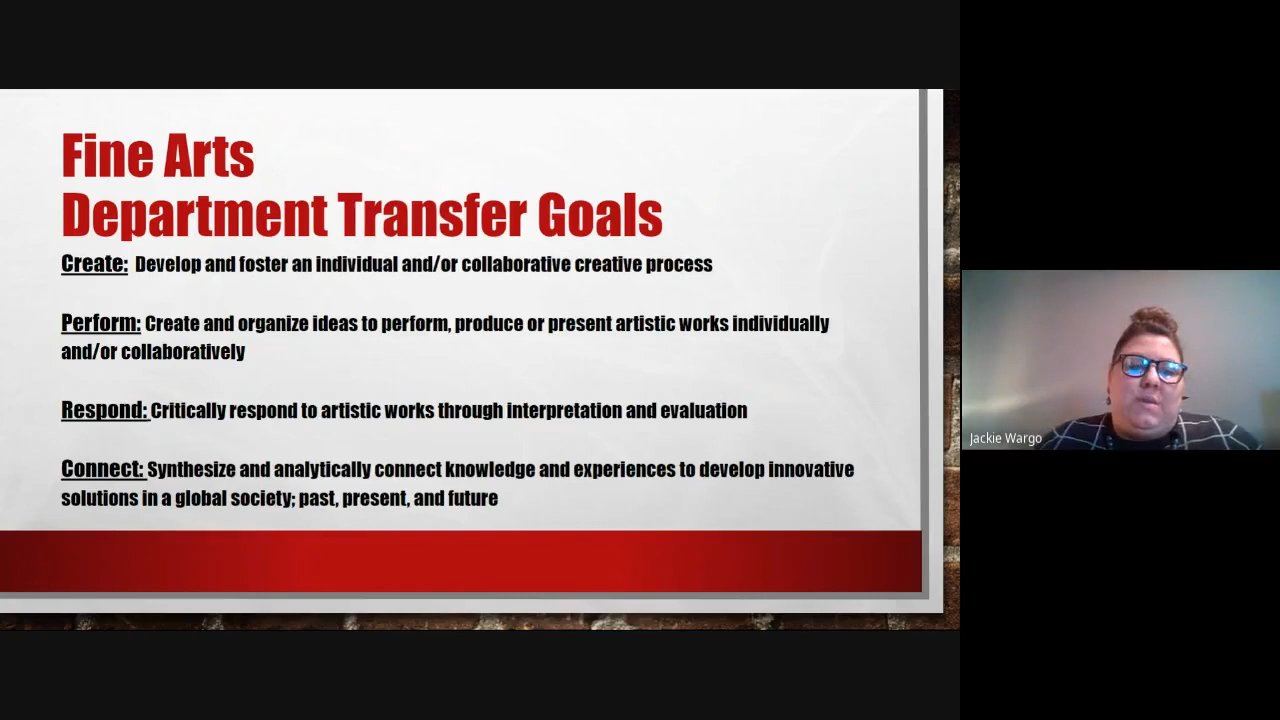 Fine Arts
Department Transfer Goals
Create: Develop and foster an individual and/or collaborative creative process
Perform: Create and organize ideas to perform, produce or present artistic works individually
and/or collaboratively
Respond: Critically respond to artistic works through interpretation and evaluation
Connect: Synthesize and analytically connect knowledge and experiences to develop innovative
solutions in a global society; past, present, and future
Jackie Wargo